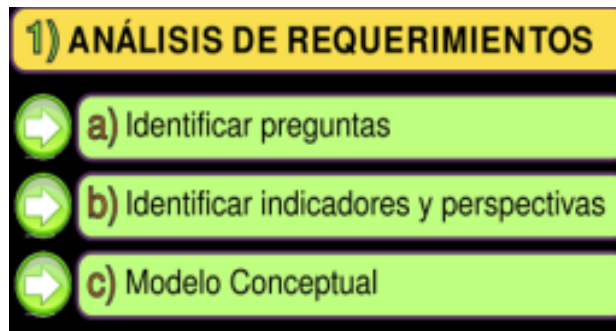 1) ANÁLISIS DE REQUERIMIENTOS
a) Identificar preguntas
b) Identificar indicadores y perspectivas
c) Modelo Conceptual